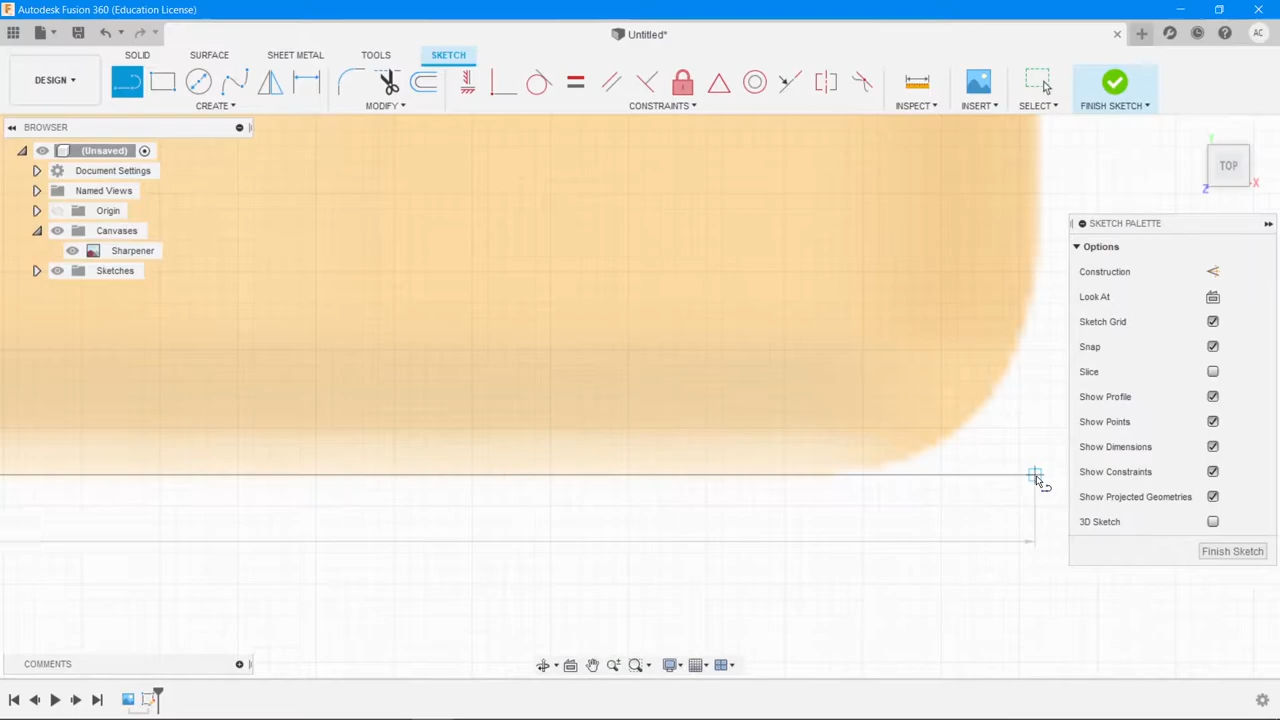 Autodesk Fusion 360 (Education License)
Untitled*
AC
DESIGN
SOLID
SURFACE
SHEET METAL
TOOLS
SKETCH
CREATE
MODIFY
CONSTRAINTS
INSPECT
INSERT
SELECT
FINISH SKETCH
BROWSER
(Unsaved)
Document Settings
Named Views
Origin
Canvases
Sharpener
Sketches
Y
TOP
Z
X
SKETCH PALETTE
Options
Construction
Look At
Sketch Grid
Snap
Slice
Show Profile
Show Points
Show Dimensions
Show Constraints
Show Projected Geometries
3D Sketch
Finish Sketch
COMMENTS